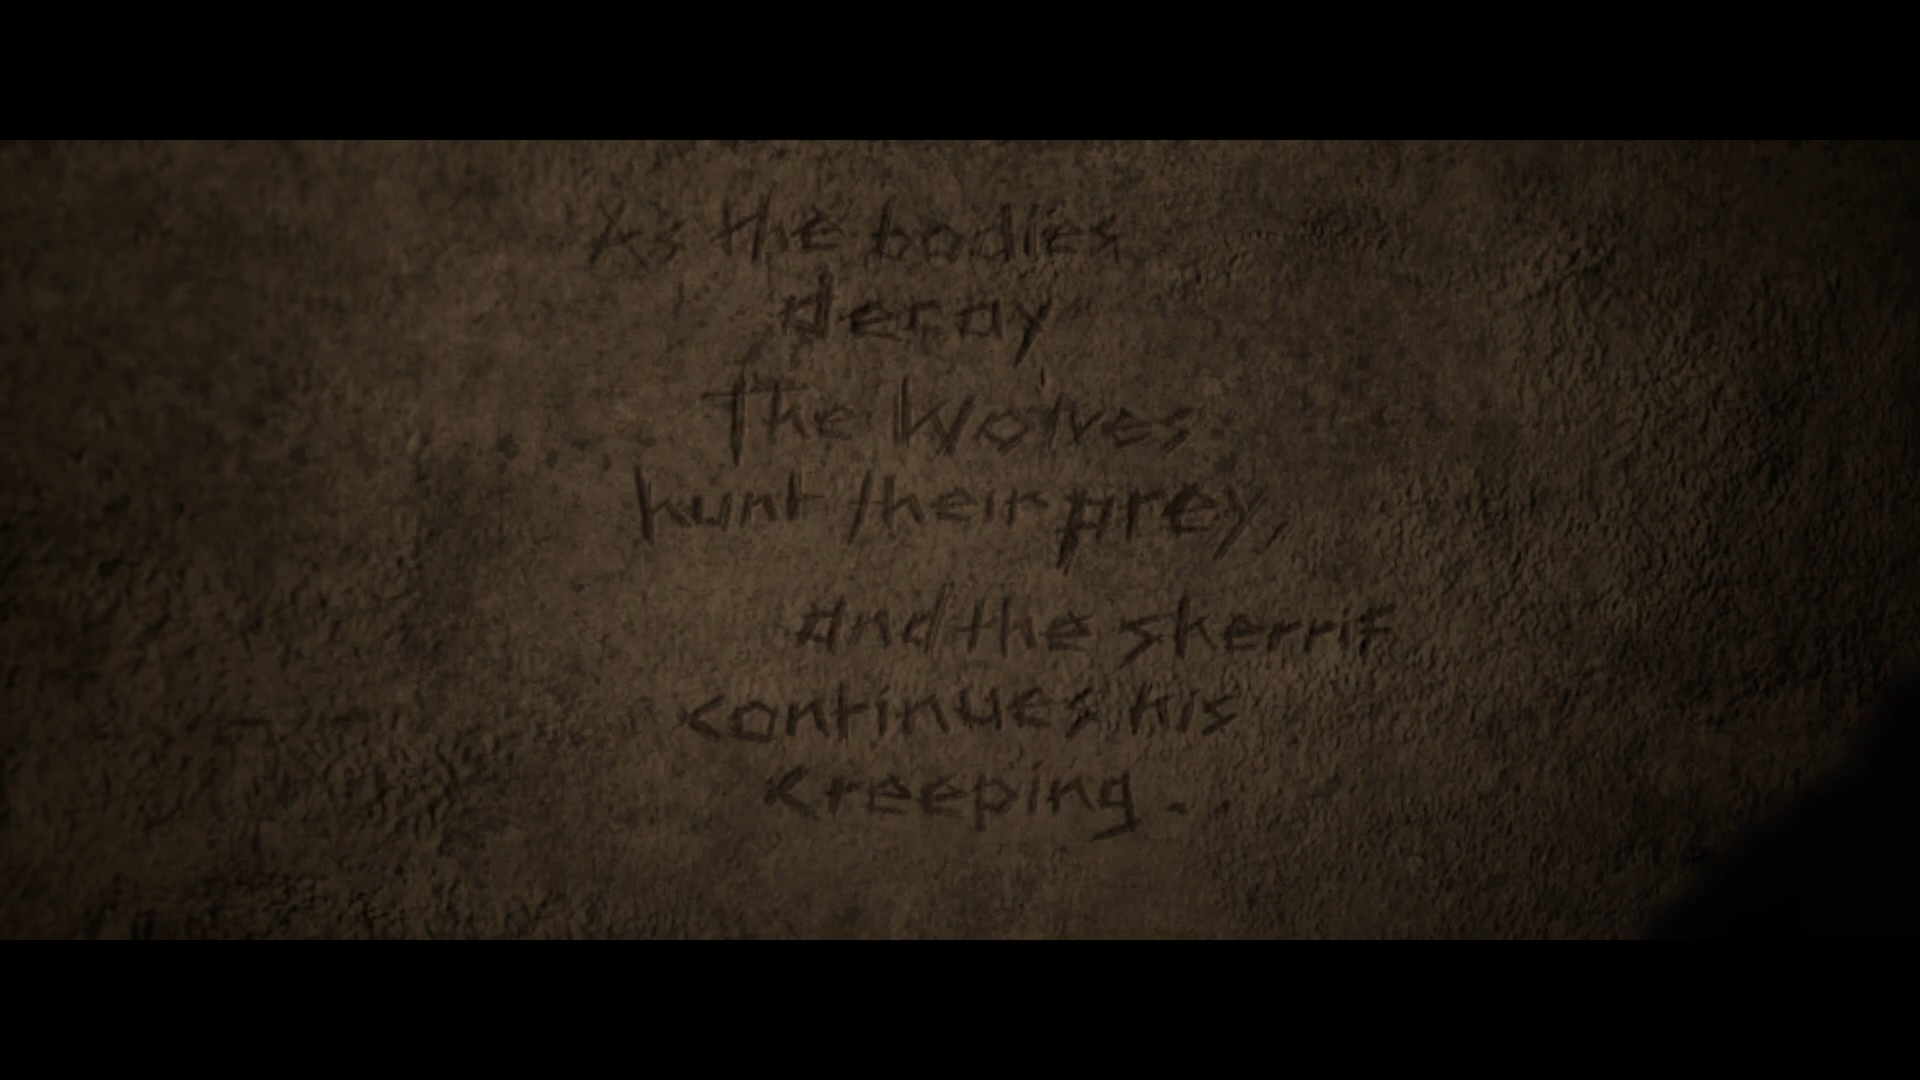 As the bodies
decay
The Wolves
hunt their prey,
and the sherrif
continues his
creeping...